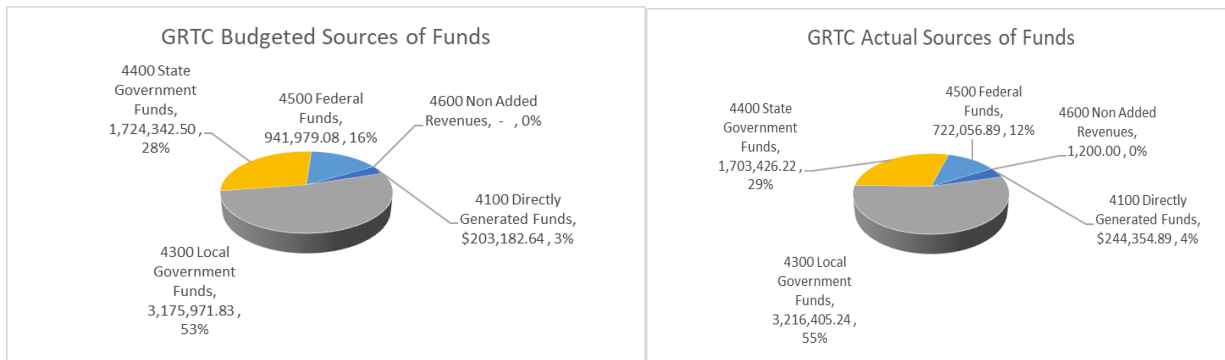 GRTC Budgeted Sources of Funds
4400 State
Government
Funds,
1,724,342.50 ,
28%
4500 Federal
Funds,
941,979.08 , 16%
4600 Non Added
Revenues,  -  , 0%
4100 Directly
Generated Funds,
$203,182.64 , 3%
4300 Local
Government
Funds,
3,175,971.83 ,
53%
GRTC Actual Sources of Funds
4400 State
Government
Funds,
1,703,426.22 ,
29%
4500 Federal
Funds,
722,056.89 , 12%
4600 Non Added
Revenues,
1,200.00 , 0%
4100 Directly
Generated Funds,
$244,354.89 , 4%
4300 Local
Government
Funds,
3,216,405.24 ,
55%